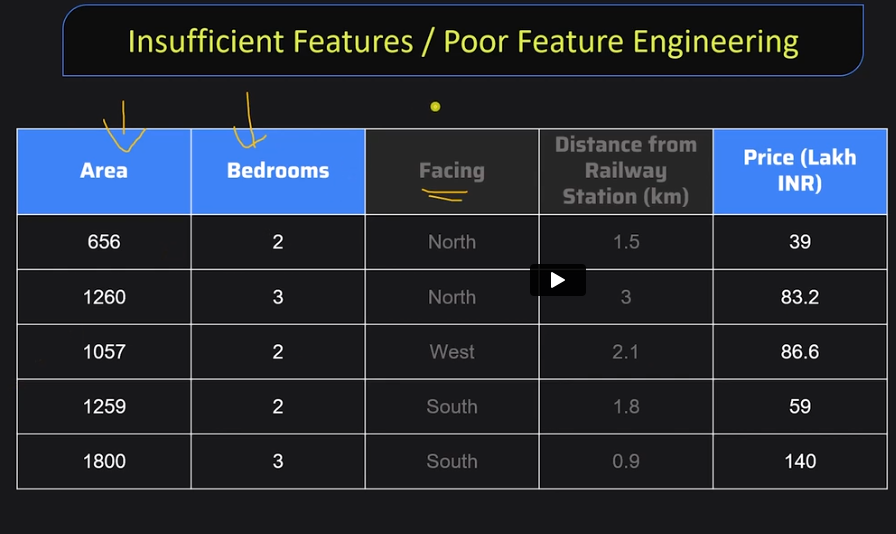 Insufficient Features / Poor Feature Engineering
Area Bedrooms Facing Distance from Railway Station (km) Price (Lakh INR)
656 2 North 1.5 39
1260 3 North 3 83.2
1057 2 West 2.1 86.6
1259 2 South 1.8 59
1800 3 South 0.9 140